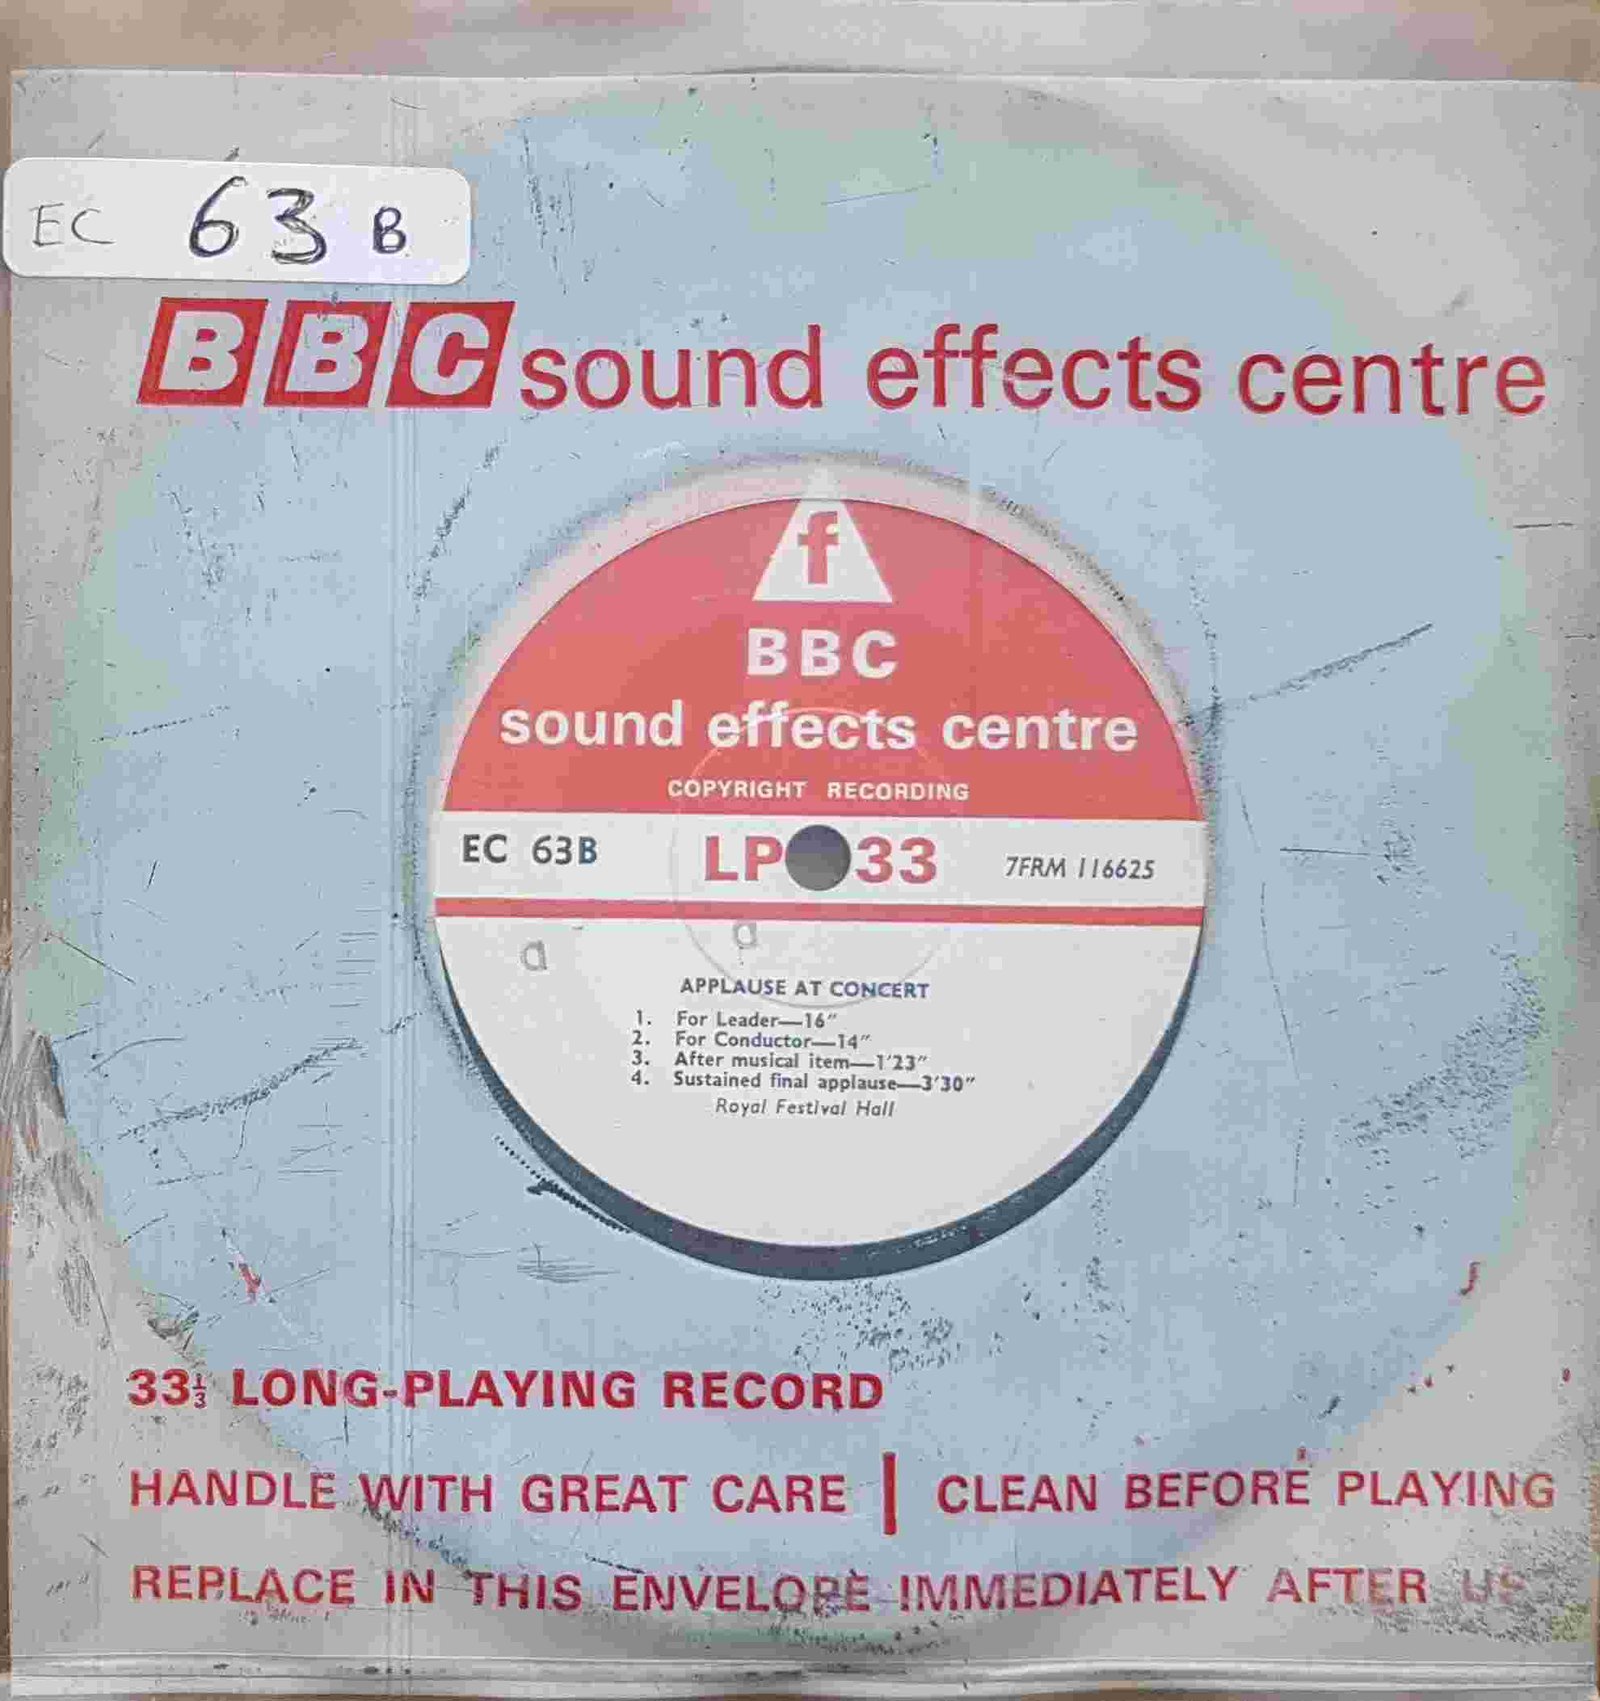 EC 63 B
BBC sound effects centre
f
BBC
sound effects centre
COPYRIGHT RECORDING
EC 63B LP 33 7FRM 116625
a a
APPLAUSE AT CONCERT
1. For Leader—16″
2. For Conductor—14″
3. After musical item—1′23″
4. Sustained final applause—3′30″
Royal Festival Hall
33⅓ LONG-PLAYING RECORD
HANDLE WITH GREAT CARE | CLEAN BEFORE PLAYING
REPLACE IN THIS ENVELOPE IMMEDIATELY AFTER